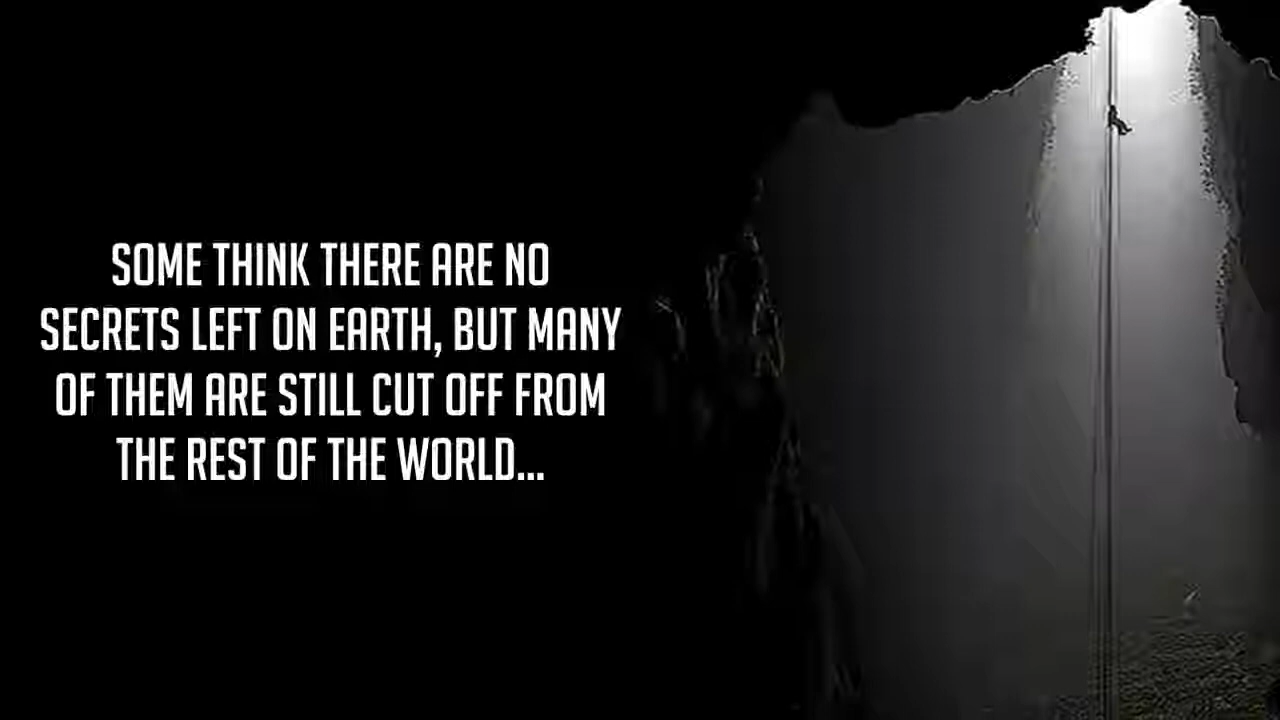 SOME THINK THERE ARE NO
SECRETS LEFT ON EARTH, BUT MANY
OF THEM ARE STILL CUT OFF FROM
THE REST OF THE WORLD...